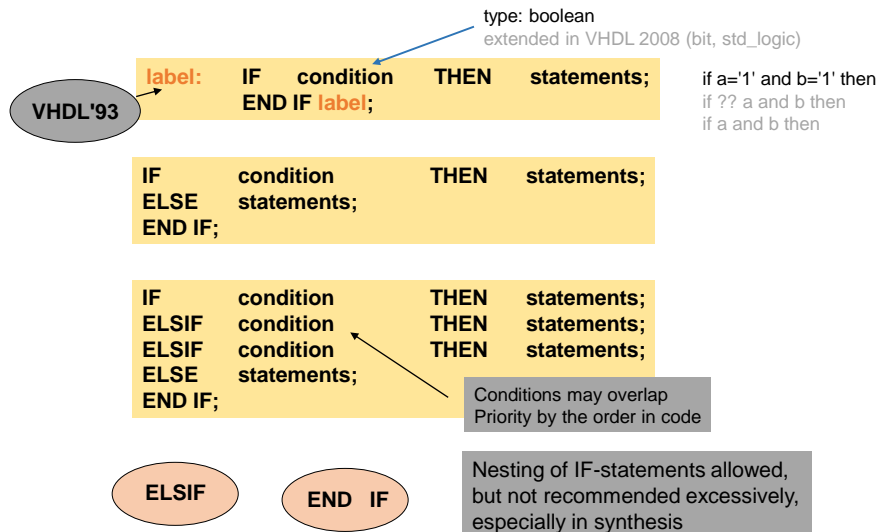 type: boolean
extended in VHDL 2008 (bit, std_logic)
label: IF condition THEN statements;
END IF label;
if a='1' and b='1' then
if ?? a and b then
if a and b then
VHDL'93
IF condition THEN statements;
ELSE statements;
END IF;
IF condition THEN statements;
ELSIF condition THEN statements;
ELSIF condition THEN statements;
ELSE statements;
END IF;
Conditions may overlap
Priority by the order in code
ELSIF
END IF
Nesting of IF-statements allowed,
but not recommended excessively,
especially in synthesis